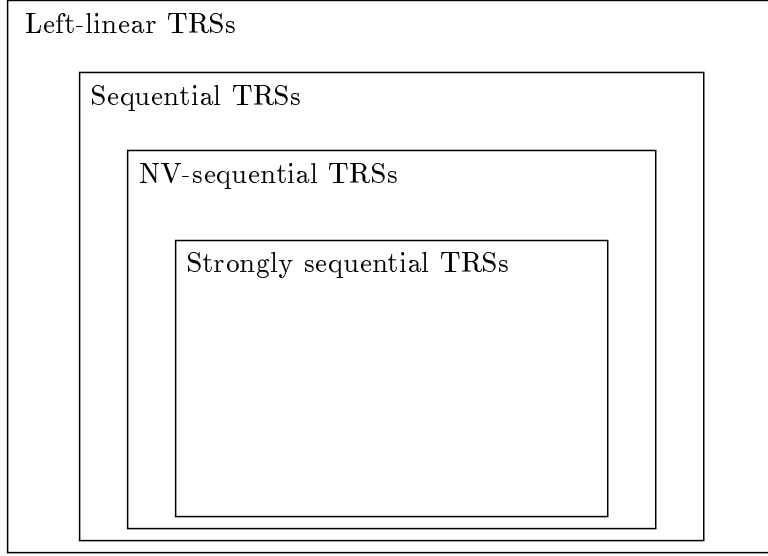 Left-linear TRSs
Sequential TRSs
NV-sequential TRSs
Strongly sequential TRSs